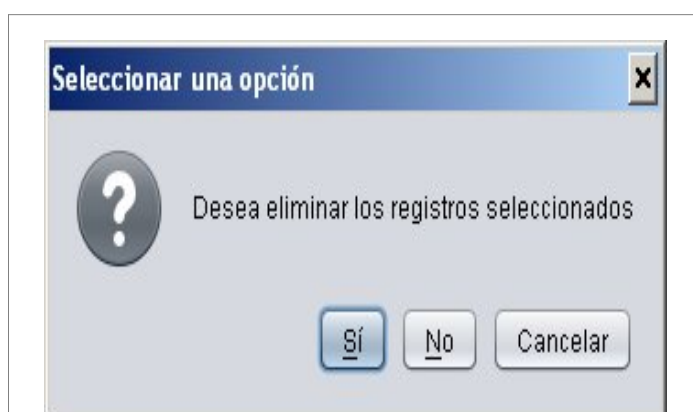 Seleccionar una opción
Desea eliminar los registros seleccionados
Sí No Cancelar